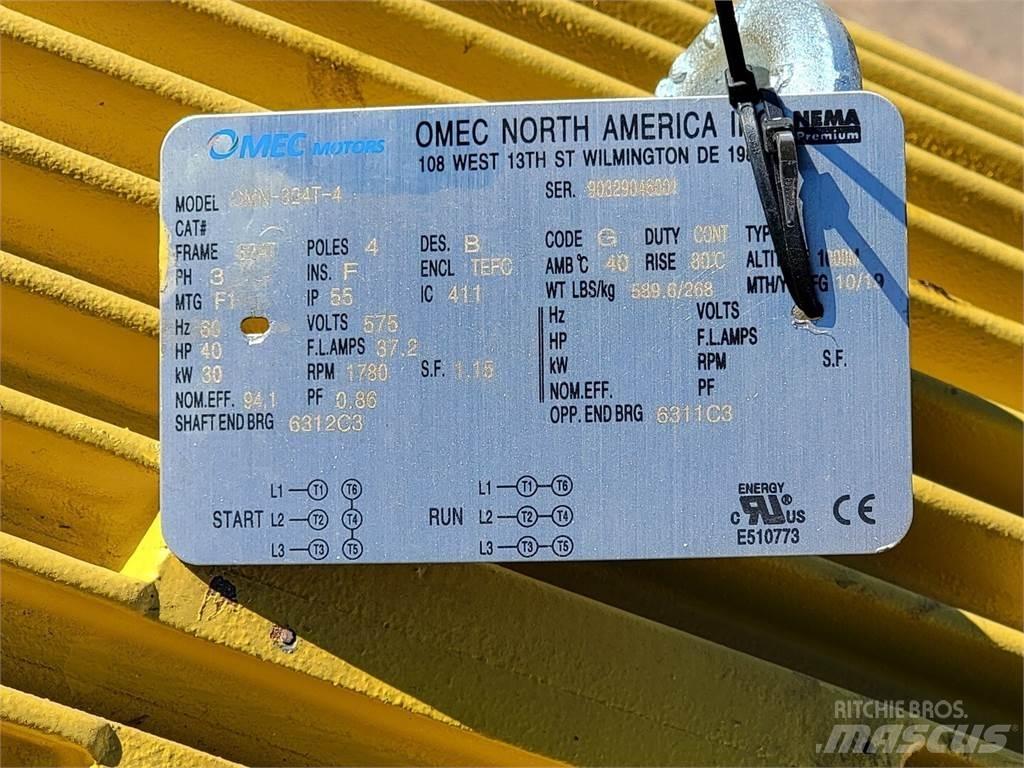 OMEC MOTORS
OMEC NORTH AMERICA
NEMA Premium
108 WEST 13TH ST WILMINGTON DE
MODEL OMN-324T-4
SER. 90329046001
CAT#
FRAME 324T POLES 4 DES. B
CODE G DUTY CONT
PH 3 INS. F ENCL TEFC
AMB°C 40 RISE 80°C
MTG F1 IP 55 IC 411
WT LBS/kg 589.6/268 10/19
Hz 60 VOLTS 575
Hz VOLTS
HP 40 F.L.AMPS 37.2
HP F.L.AMPS
kW 30 RPM 1780 S.F. 1.15
kW RPM S.F.
NOM.EFF. 94.1 PF 0.86
NOM.EFF. PF
SHAFT END BRG 6312C3
OPP. END BRG 6311C3
START
L1 T1 T6
L2 T2 T4
L3 T3 T5
RUN
L1 T1 T6
L2 T2 T4
L3 T3 T5
ENERGY
C UL ® US
E510773
CE
RITCHIE BROS.
MASCUS